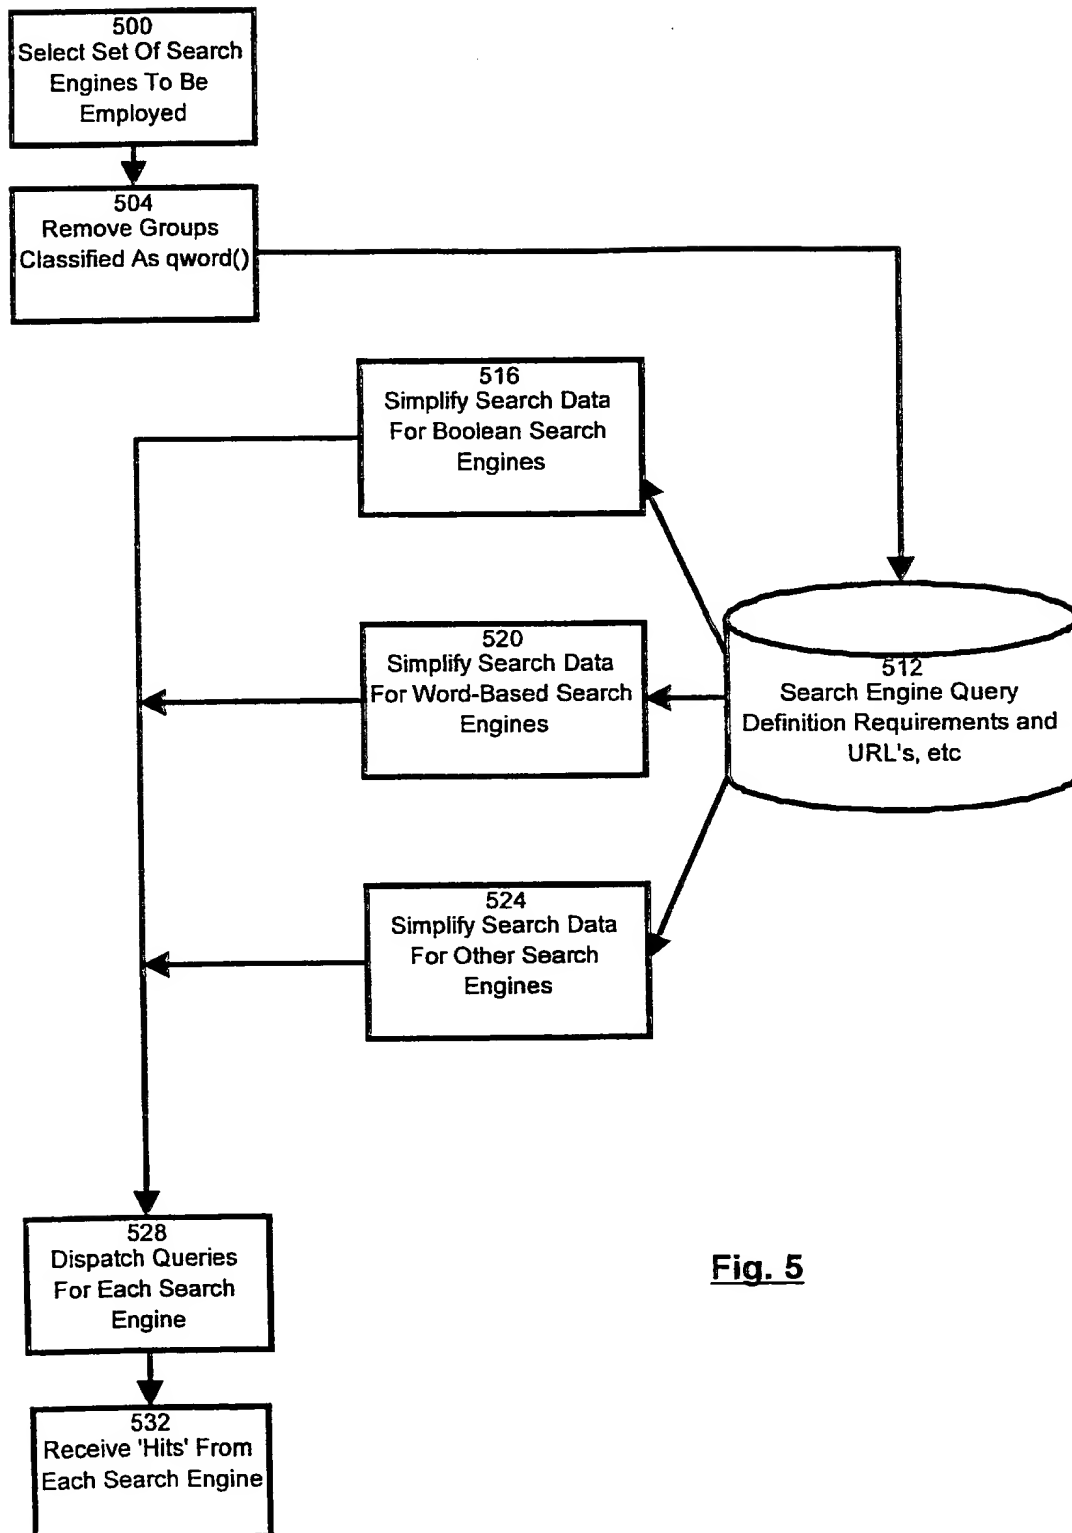 500
Select Set Of Search
Engines To Be
Employed
504
Remove Groups
Classified As qword()
516
Simplify Search Data
For Boolean Search
Engines
520
Simplify Search Data
For Word-Based Search
Engines
512
Search Engine Query
Definition Requirements and
URL's, etc
524
Simplify Search Data
For Other Search
Engines
528
Dispatch Queries
For Each Search
Engine
Fig. 5
532
Receive 'Hits' From
Each Search Engine